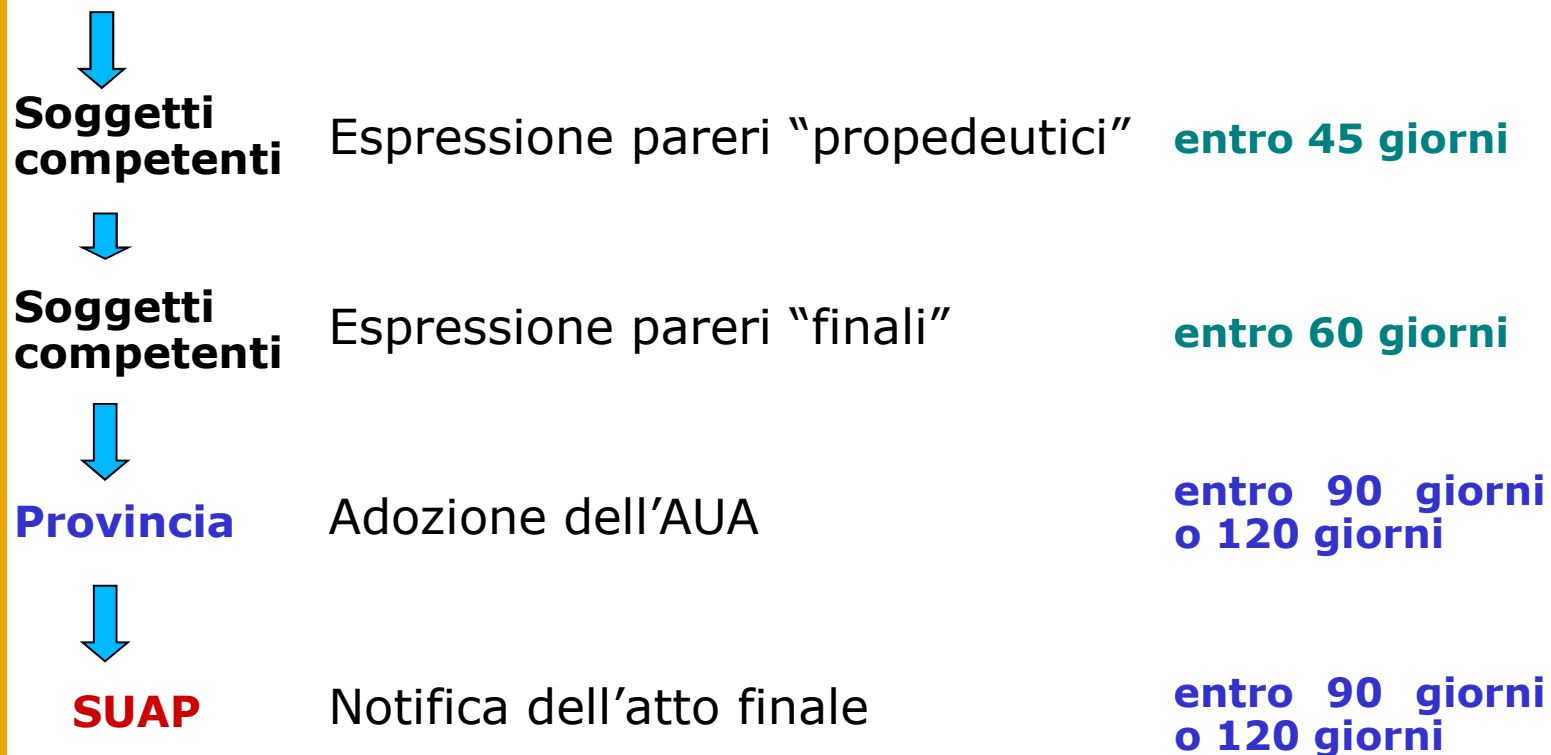 Soggetti
competenti
Espressione pareri “propedeutici”
entro 45 giorni
Soggetti
competenti
Espressione pareri “finali”
entro 60 giorni
Provincia
Adozione dell’AUA
entro 90 giorni
o 120 giorni
SUAP
Notifica dell’atto finale
entro 90 giorni
o 120 giorni